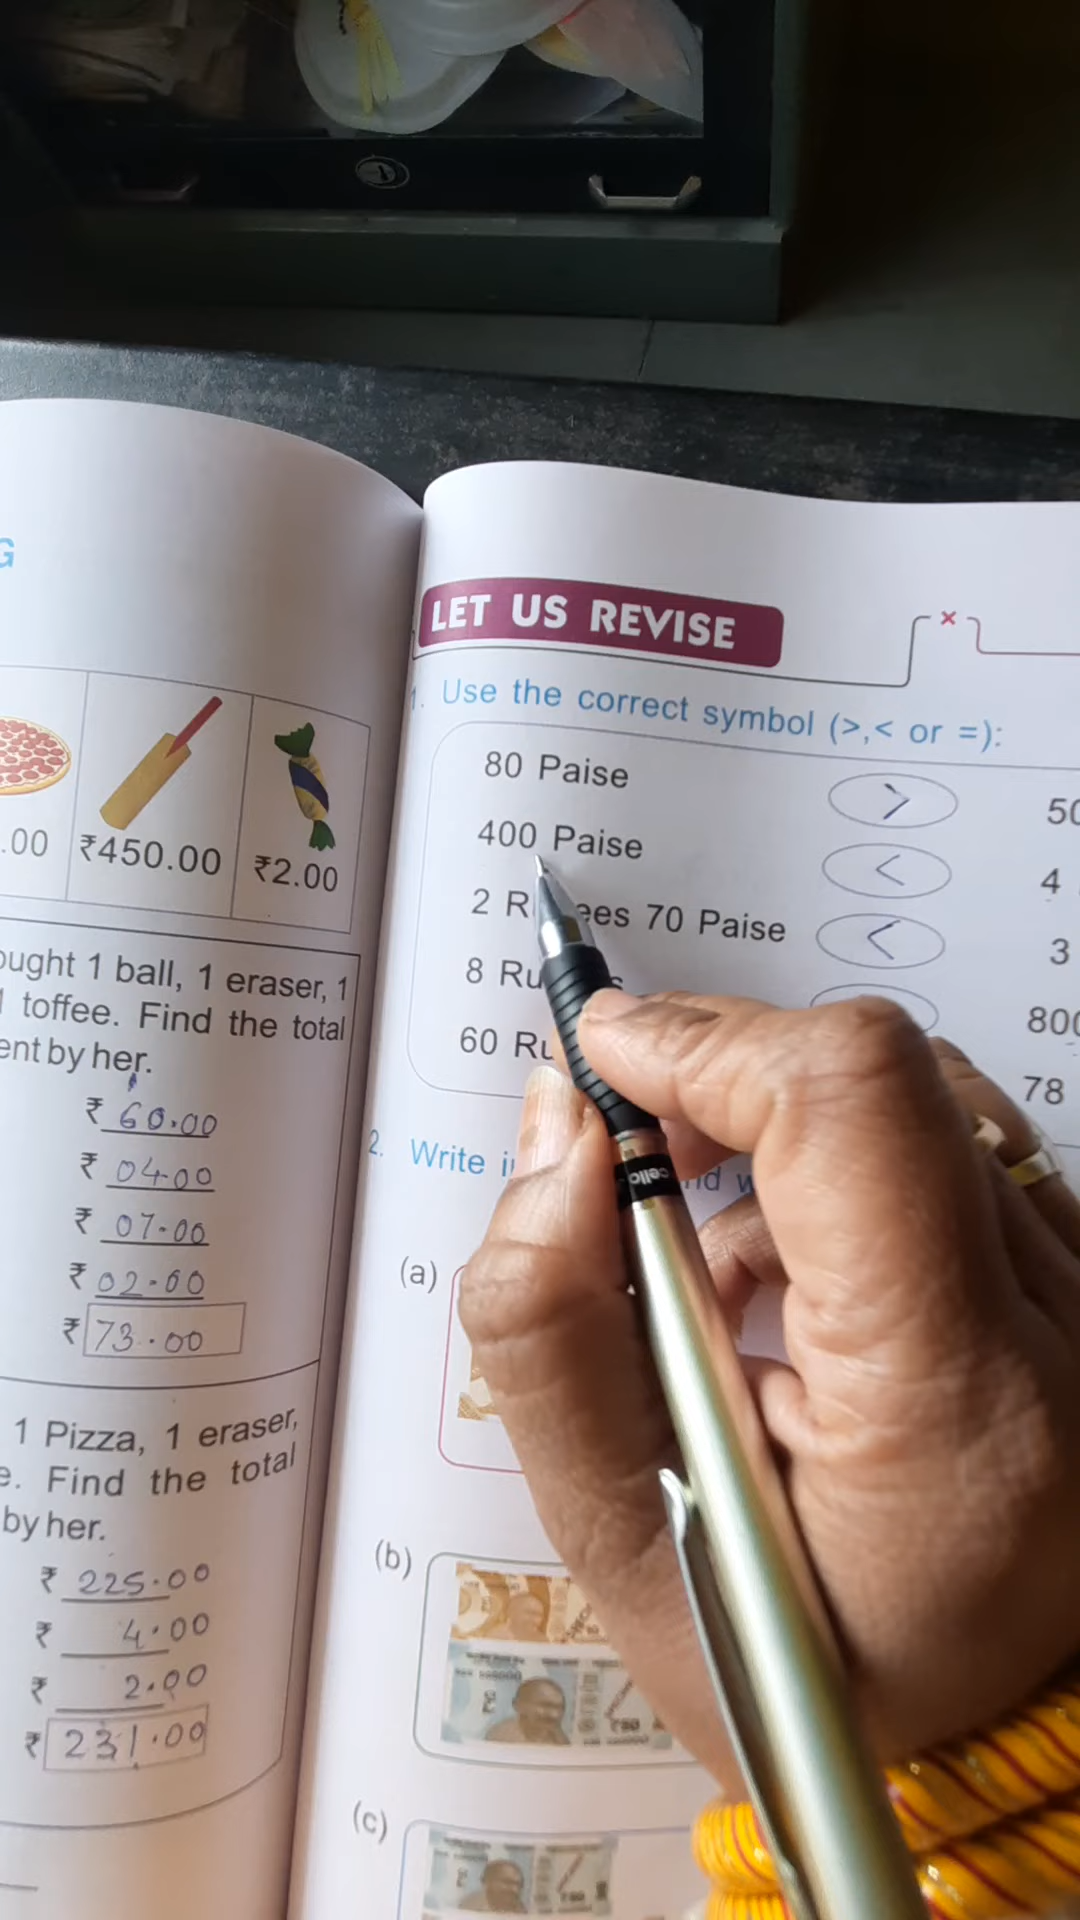 G
.00 ₹450.00 ₹2.00
ought 1 ball, 1 eraser, 1
toffee. Find the total
ent by her.
₹ 60.00
₹ 04.00
₹ 07.00
₹ 02.00
₹ 73.00
1 Pizza, 1 eraser,
e. Find the total
by her.
₹ 225.00
₹ 4.00
₹ 2.00
₹ 231.00
LET US REVISE
1. Use the correct symbol (>,< or =):
80 Paise > 50
400 Paise < 4
2 R ees 70 Paise < 3
8 Ru s 800
60 Ru 78
2. Write i nd w
(a)
(b)
(c)
cello